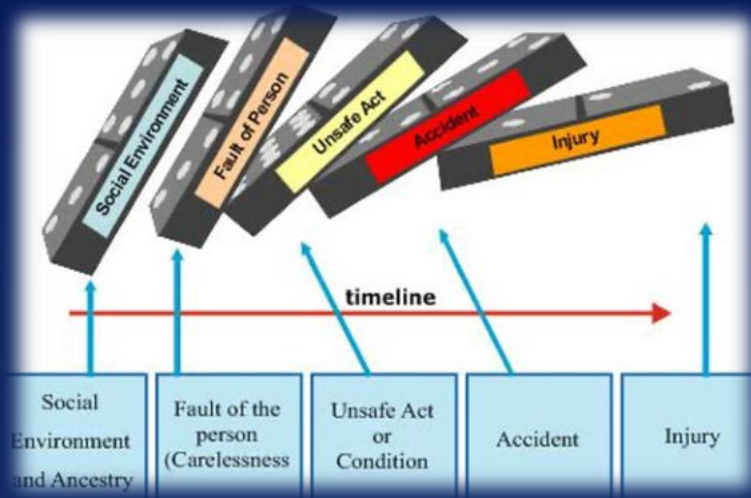 Social Environment
Fault of Person
Unsafe Act
Accident
Injury
timeline
Social
Environment
and Ancestry
Fault of the
person
(Carelessness
Unsafe Act
or
Condition
Accident
Injury